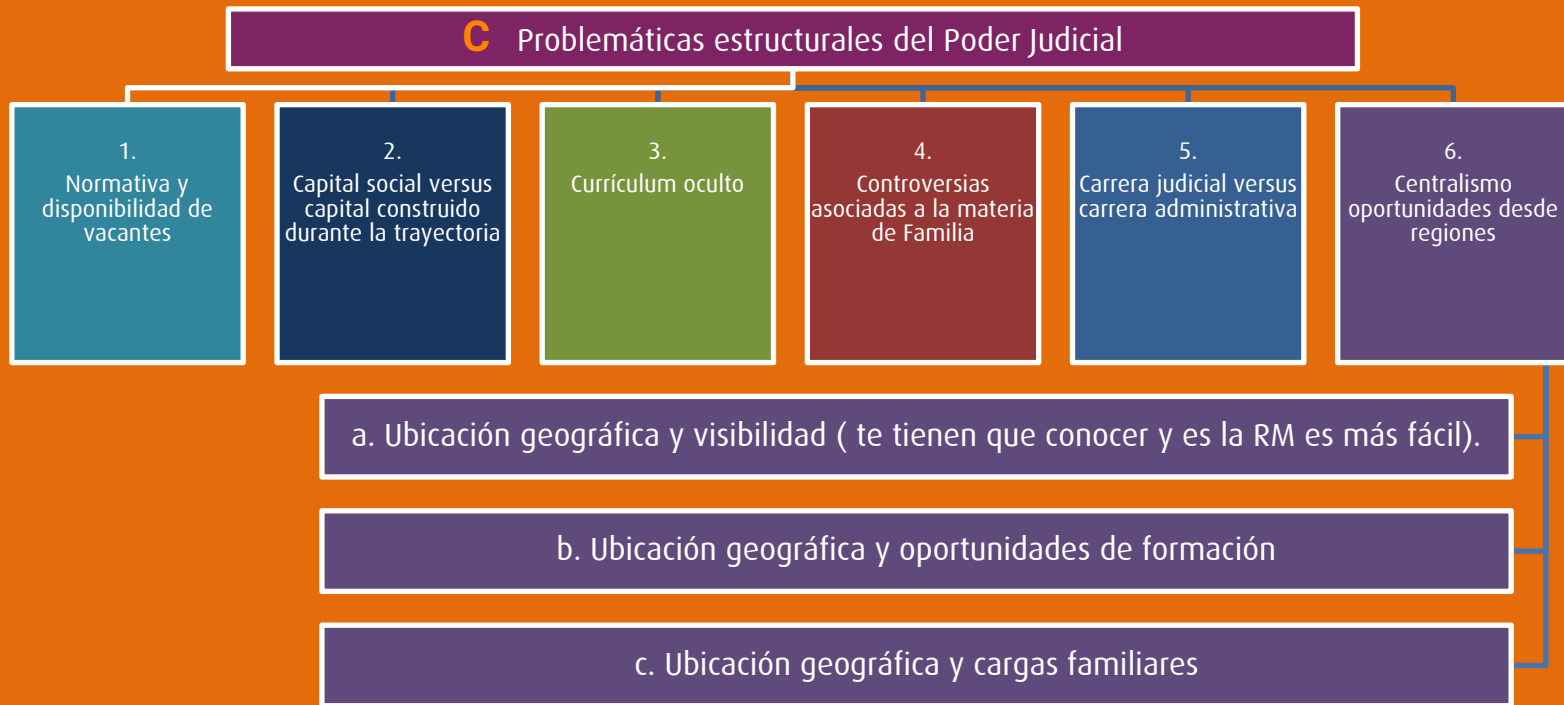 C Problemáticas estructurales del Poder Judicial
1.
Normativa y
disponibilidad de
vacantes
2.
Capital social versus
capital construido
durante la trayectoria
3.
Currículum oculto
4.
Controversias
asociadas a la materia
de Familia
5.
Carrera judicial versus
carrera administrativa
6.
Centralismo
oportunidades desde
regiones
a. Ubicación geográfica y visibilidad ( te tienen que conocer y es la RM es más fácil).
b. Ubicación geográfica y oportunidades de formación
c. Ubicación geográfica y cargas familiares